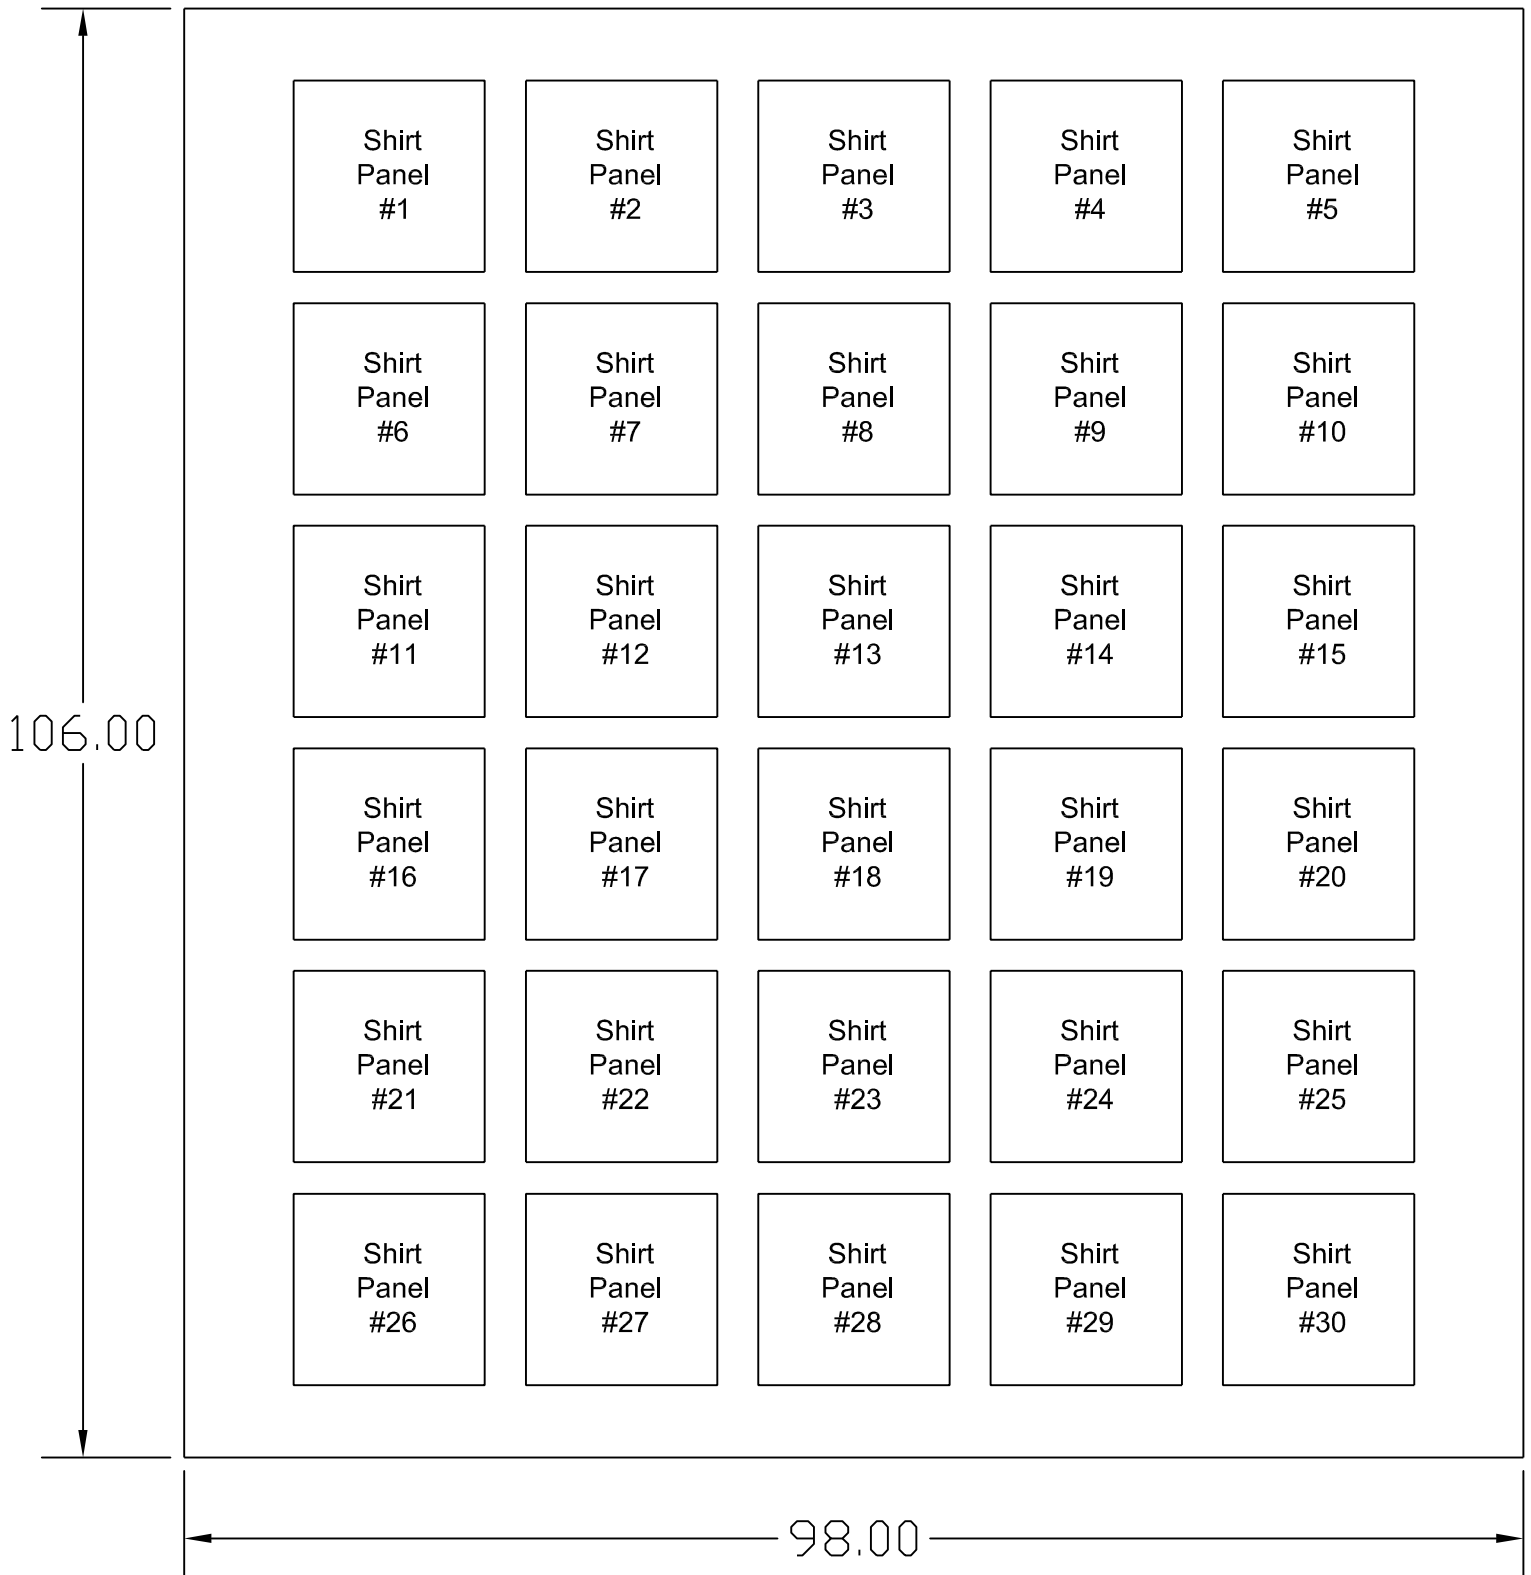 Shirt
Panel
#1
Shirt
Panel
#2
Shirt
Panel
#3
Shirt
Panel
#4
Shirt
Panel
#5
Shirt
Panel
#6
Shirt
Panel
#7
Shirt
Panel
#8
Shirt
Panel
#9
Shirt
Panel
#10
Shirt
Panel
#11
Shirt
Panel
#12
Shirt
Panel
#13
Shirt
Panel
#14
Shirt
Panel
#15
106.00
Shirt
Panel
#16
Shirt
Panel
#17
Shirt
Panel
#18
Shirt
Panel
#19
Shirt
Panel
#20
Shirt
Panel
#21
Shirt
Panel
#22
Shirt
Panel
#23
Shirt
Panel
#24
Shirt
Panel
#25
Shirt
Panel
#26
Shirt
Panel
#27
Shirt
Panel
#28
Shirt
Panel
#29
Shirt
Panel
#30
98.00